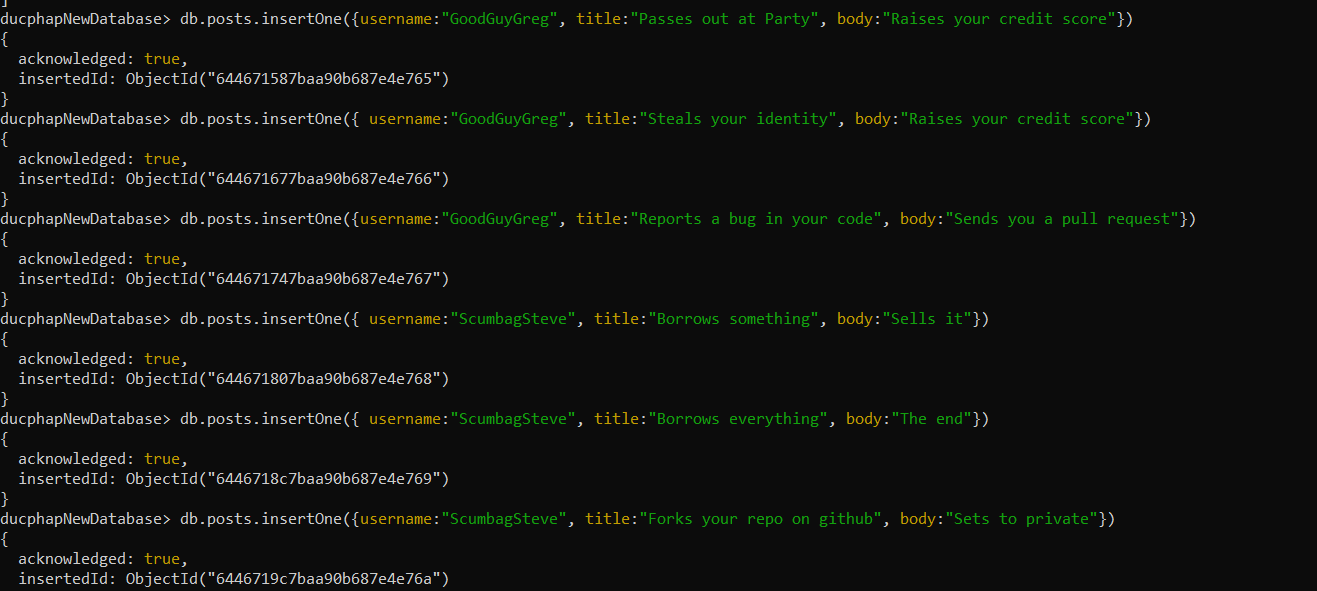 ]
ducphapNewDatabase> db.posts.insertOne({username:"GoodGuyGreg", title:"Passes out at Party", body:"Raises your credit score"})
{
  acknowledged: true,
  insertedId: ObjectId("644671587baa90b687e4e765")
}
ducphapNewDatabase> db.posts.insertOne({ username:"GoodGuyGreg", title:"Steals your identity", body:"Raises your credit score"})
{
  acknowledged: true,
  insertedId: ObjectId("644671677baa90b687e4e766")
}
ducphapNewDatabase> db.posts.insertOne({username:"GoodGuyGreg", title:"Reports a bug in your code", body:"Sends you a pull request"})
{
  acknowledged: true,
  insertedId: ObjectId("644671747baa90b687e4e767")
}
ducphapNewDatabase> db.posts.insertOne({ username:"ScumbagSteve", title:"Borrows something", body:"Sells it"})
{
  acknowledged: true,
  insertedId: ObjectId("644671807baa90b687e4e768")
}
ducphapNewDatabase> db.posts.insertOne({ username:"ScumbagSteve", title:"Borrows everything", body:"The end"})
{
  acknowledged: true,
  insertedId: ObjectId("6446718c7baa90b687e4e769")
}
ducphapNewDatabase> db.posts.insertOne({username:"ScumbagSteve", title:"Forks your repo on github", body:"Sets to private"})
{
  acknowledged: true,
  insertedId: ObjectId("6446719c7baa90b687e4e76a")